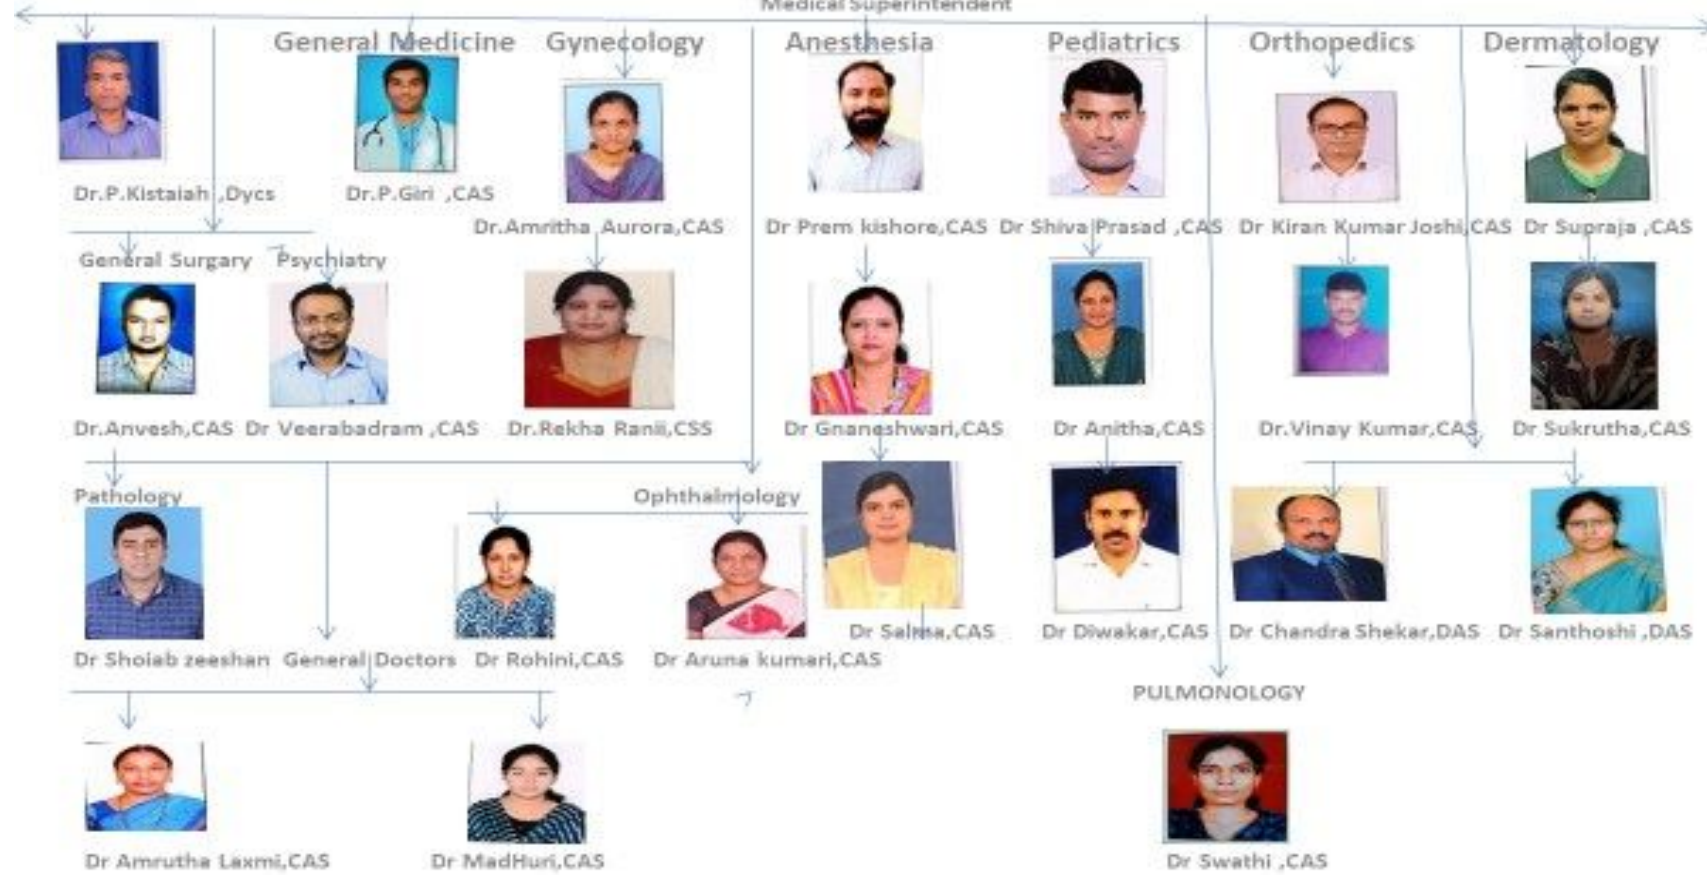 Medical Superintendent
General Medicine Gynecology Anesthesia Pediatrics Orthopedics Dermatology
Dr.P.Kistaiah ,Dycs Dr.P.Giri ,CAS
Dr.Amritha Aurora,CAS Dr Prem kishore,CAS Dr Shiva Prasad ,CAS Dr Kiran Kumar Joshi,CAS Dr Supraja ,CAS
General Surgary Psychiatry
Dr.Anvesh,CAS Dr Veerabadram ,CAS Dr.Rekha Ranii,CSS Dr Gnaneshwari,CAS Dr Anitha,CAS Dr.Vinay Kumar,CAS Dr Sukrutha,CAS
Pathology Ophthalmology
Dr Salma,CAS Dr Diwakar,CAS Dr Chandra Shekar,DAS Dr Santhoshi ,DAS
Dr Shoiab zeeshan General Doctors Dr Rohini,CAS Dr Aruna kumari,CAS
PULMONOLOGY
Dr Amrutha Laxmi,CAS Dr MadHuri,CAS Dr Swathi ,CAS